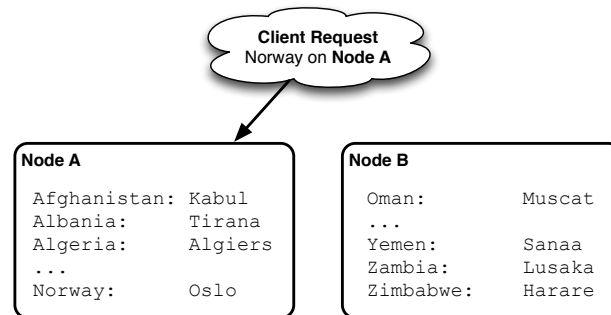 Client Request
Norway on Node A
Node A
Afghanistan: Kabul
Albania: Tirana
Algeria: Algiers
...
Norway: Oslo
Node B
Oman: Muscat
...
Yemen: Sanaa
Zambia: Lusaka
Zimbabwe: Harare